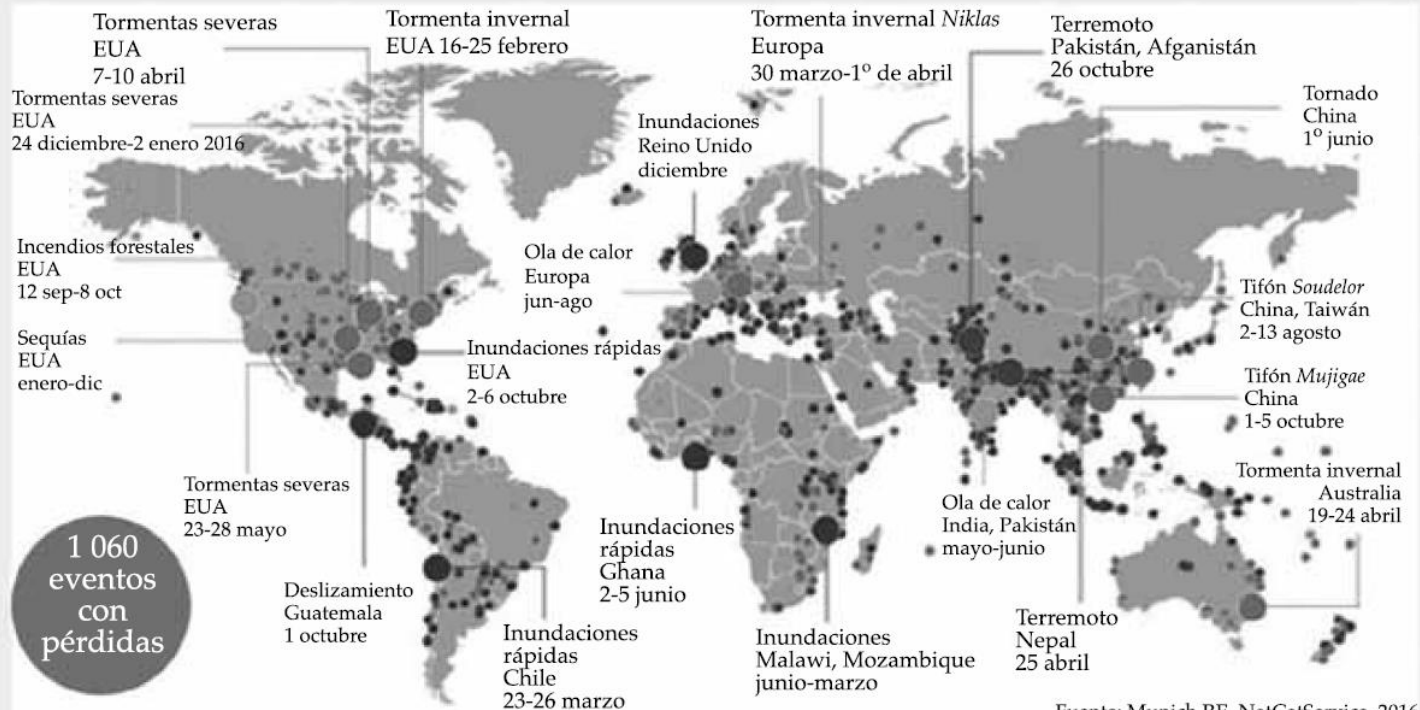 Tormentas severas
EUA
7-10 abril
Tormenta invernal
EUA 16-25 febrero
Tormenta invernal Niklas
Europa
30 marzo-1º de abril
Terremoto
Pakistán, Afganistán
26 octubre
Tormentas severas
EUA
24 diciembre-2 enero 2016
Inundaciones
Reino Unido
diciembre
Tornado
China
1º junio
Incendios forestales
EUA
12 sep-8 oct
Ola de calor
Europa
jun-ago
Tifón Soudelor
China, Taiwán
2-13 agosto
Sequías
EUA
enero-dic
Inundaciones rápidas
EUA
2-6 octubre
Tifón Mujigae
China
1-5 octubre
Tormentas severas
EUA
23-28 mayo
Inundaciones
rápidas
Ghana
2-5 junio
Ola de calor
India, Pakistán
mayo-junio
Tormenta invernal
Australia
19-24 abril
1 060
eventos
con
pérdidas
Deslizamiento
Guatemala
1 octubre
Inundaciones
rápidas
Chile
23-26 marzo
Inundaciones
Malawi, Mozambique
junio-marzo
Terremoto
Nepal
25 abril
Fuente: Munich RE, NatCatService, 2016